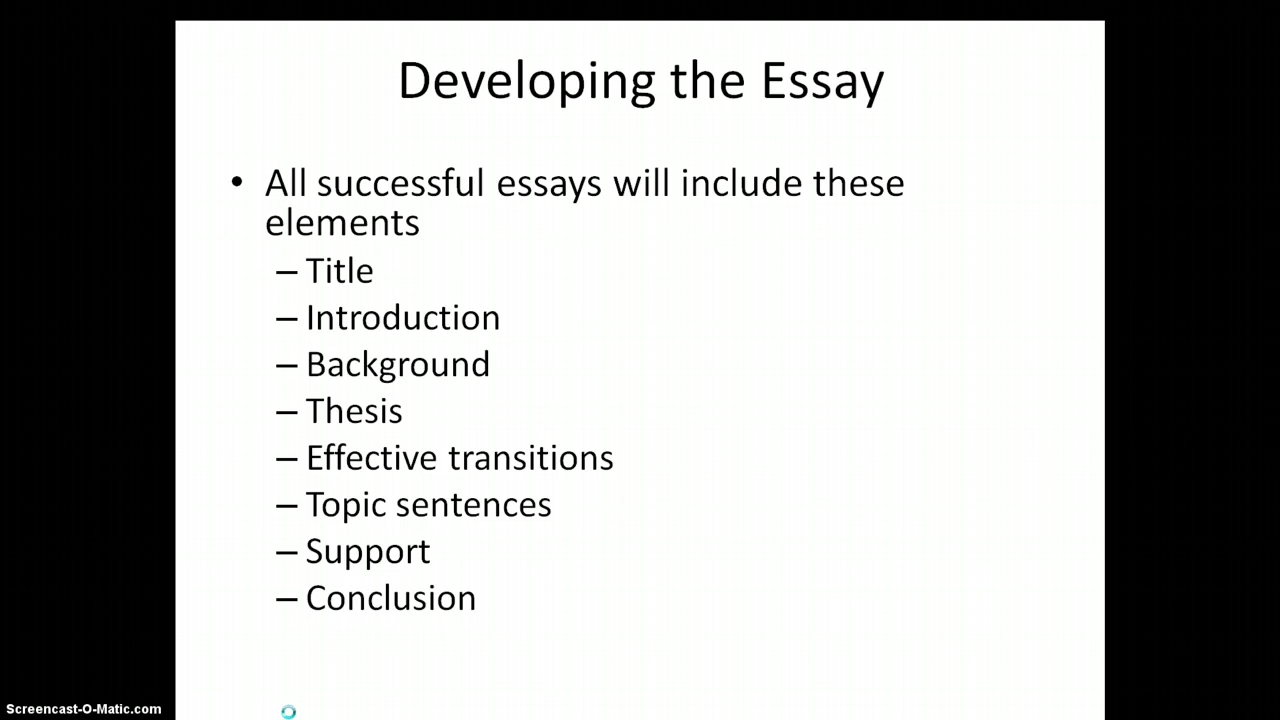 Developing the Essay
• All successful essays will include these
elements
– Title
– Introduction
– Background
– Thesis
– Effective transitions
– Topic sentences
– Support
– Conclusion
Screencast-O-Matic.com